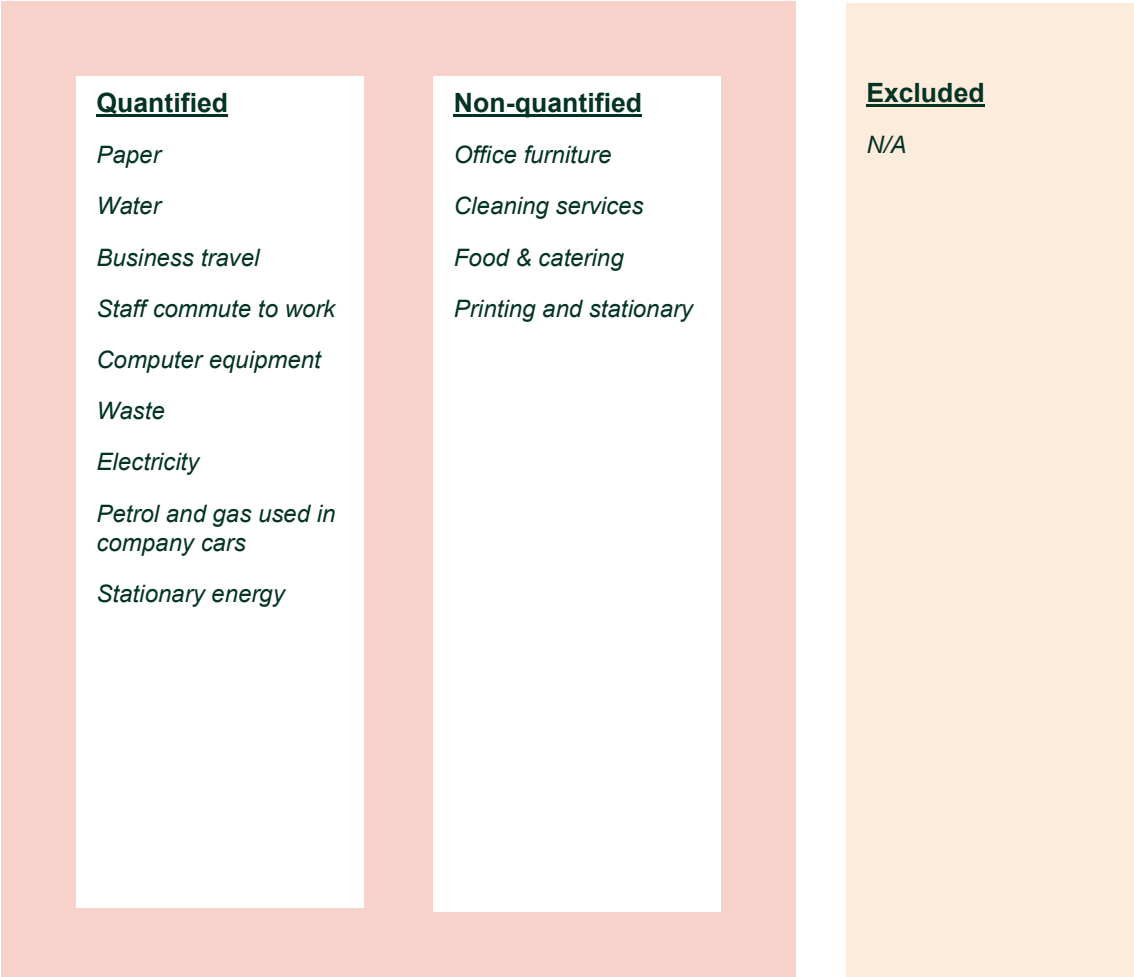 Quantified
Paper
Water
Business travel
Staff commute to work
Computer equipment
Waste
Electricity
Petrol and gas used in
company cars
Stationary energy
Non-quantified
Office furniture
Cleaning services
Food & catering
Printing and stationary
Excluded
N/A